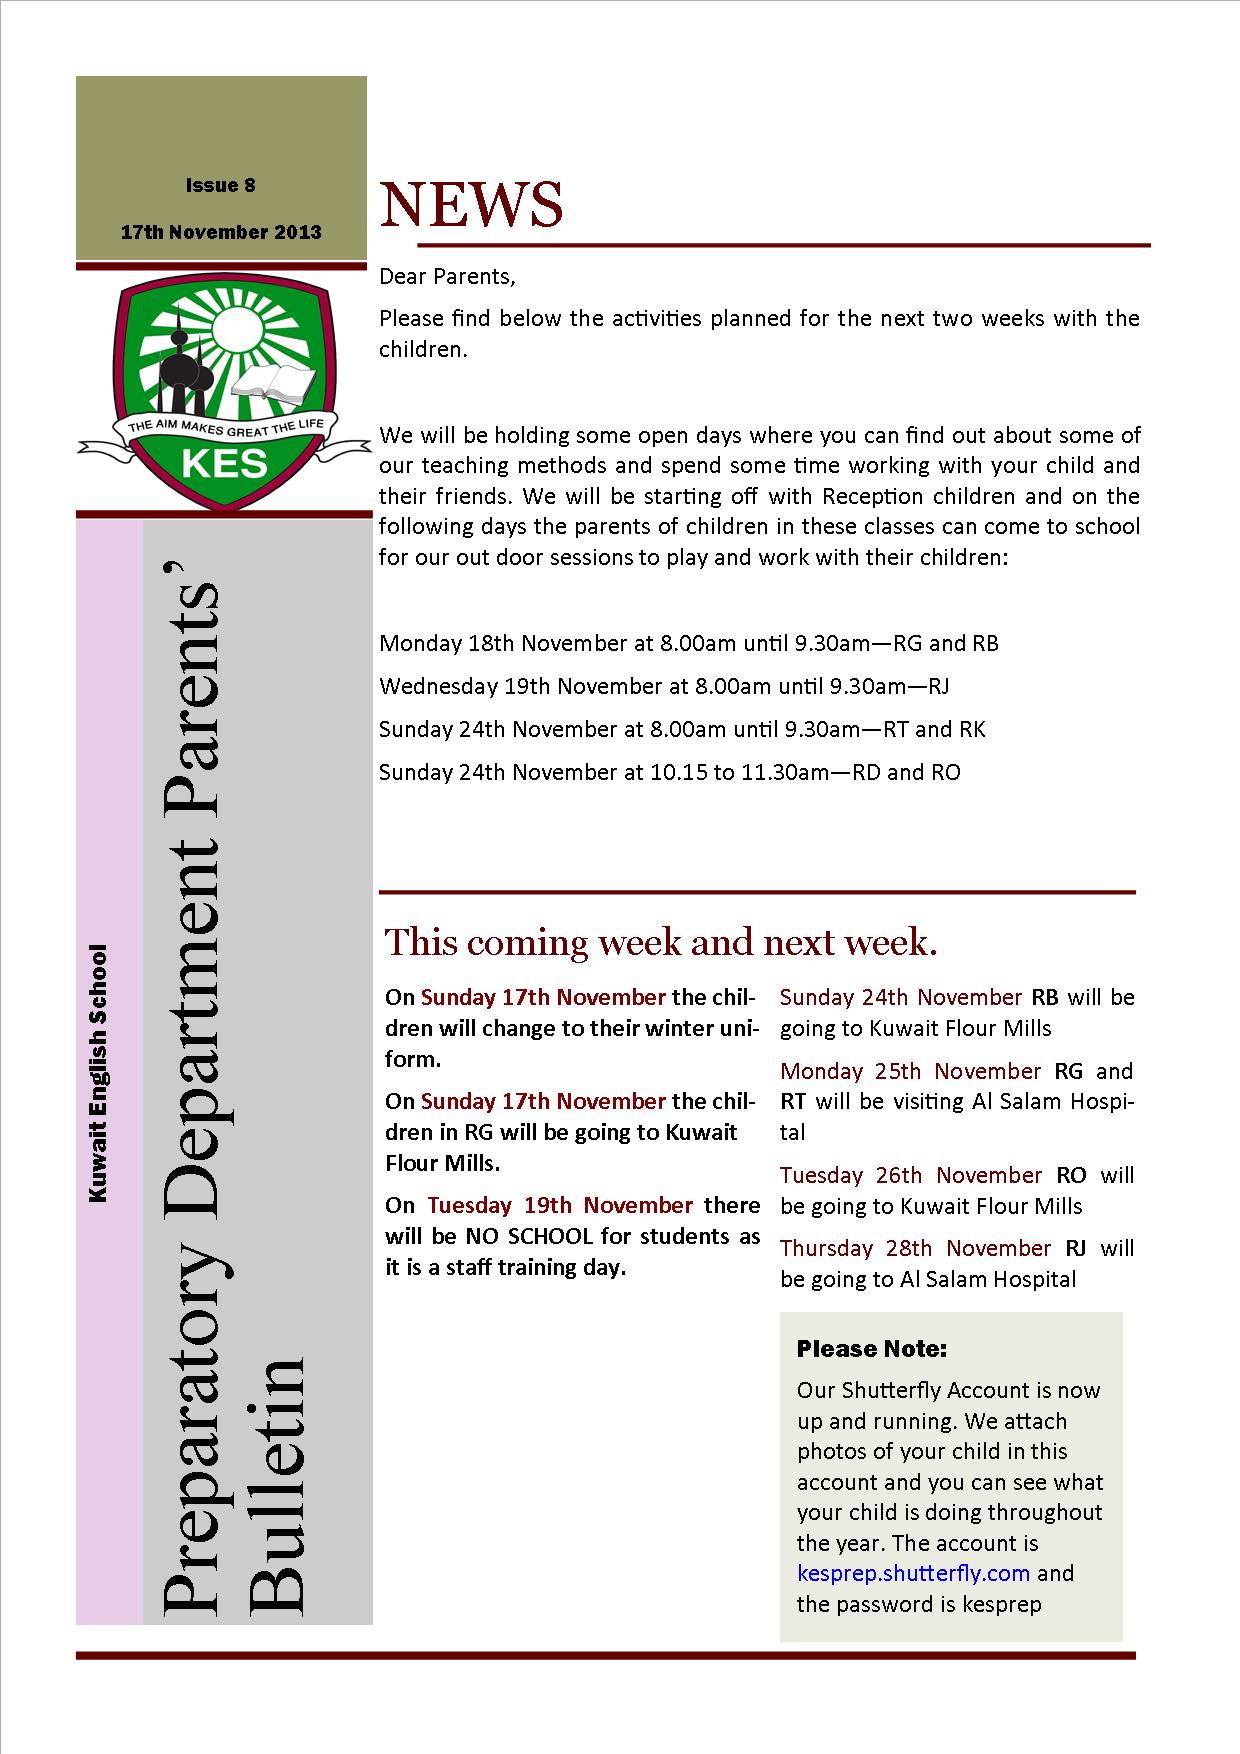 Issue 8
17th November 2013
THE AIM MAKES GREAT THE LIFE
KES
Kuwait English School
Preparatory Department Parents’
Bulletin
NEWS
Dear Parents,
Please find below the activities planned for the next two weeks with the
children.
We will be holding some open days where you can find out about some of
our teaching methods and spend some time working with your child and
their friends. We will be starting off with Reception children and on the
following days the parents of children in these classes can come to school
for our out door sessions to play and work with their children:
Monday 18th November at 8.00am until 9.30am—RG and RB
Wednesday 19th November at 8.00am until 9.30am—RJ
Sunday 24th November at 8.00am until 9.30am—RT and RK
Sunday 24th November at 10.15 to 11.30am—RD and RO
This coming week and next week.
On Sunday 17th November the chil-
dren will change to their winter uni-
form.
On Sunday 17th November the chil-
dren in RG will be going to Kuwait
Flour Mills.
On Tuesday 19th November there
will be NO SCHOOL for students as
it is a staff training day.
Sunday 24th November RB will be
going to Kuwait Flour Mills
Monday 25th November RG and
RT will be visiting Al Salam Hospi-
tal
Tuesday 26th November RO will
be going to Kuwait Flour Mills
Thursday 28th November RJ will
be going to Al Salam Hospital
Please Note:
Our Shutterfly Account is now
up and running. We attach
photos of your child in this
account and you can see what
your child is doing throughout
the year. The account is
kesprep.shutterfly.com and
the password is kesprep